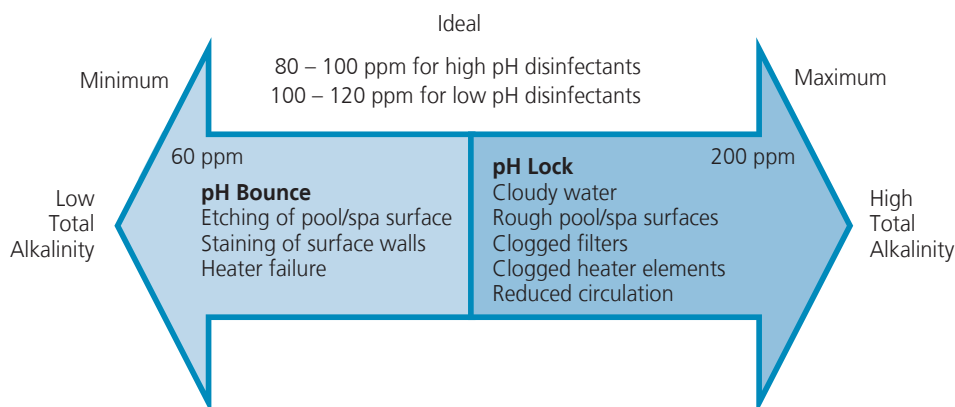 Ideal
80 – 100 ppm for high pH disinfectants
100 – 120 ppm for low pH disinfectants
Minimum
Maximum
60 ppm
200 ppm
Low
Total
Alkalinity
pH Bounce
Etching of pool/spa surface
Staining of surface walls
Heater failure
pH Lock
Cloudy water
Rough pool/spa surfaces
Clogged filters
Clogged heater elements
Reduced circulation
High
Total
Alkalinity